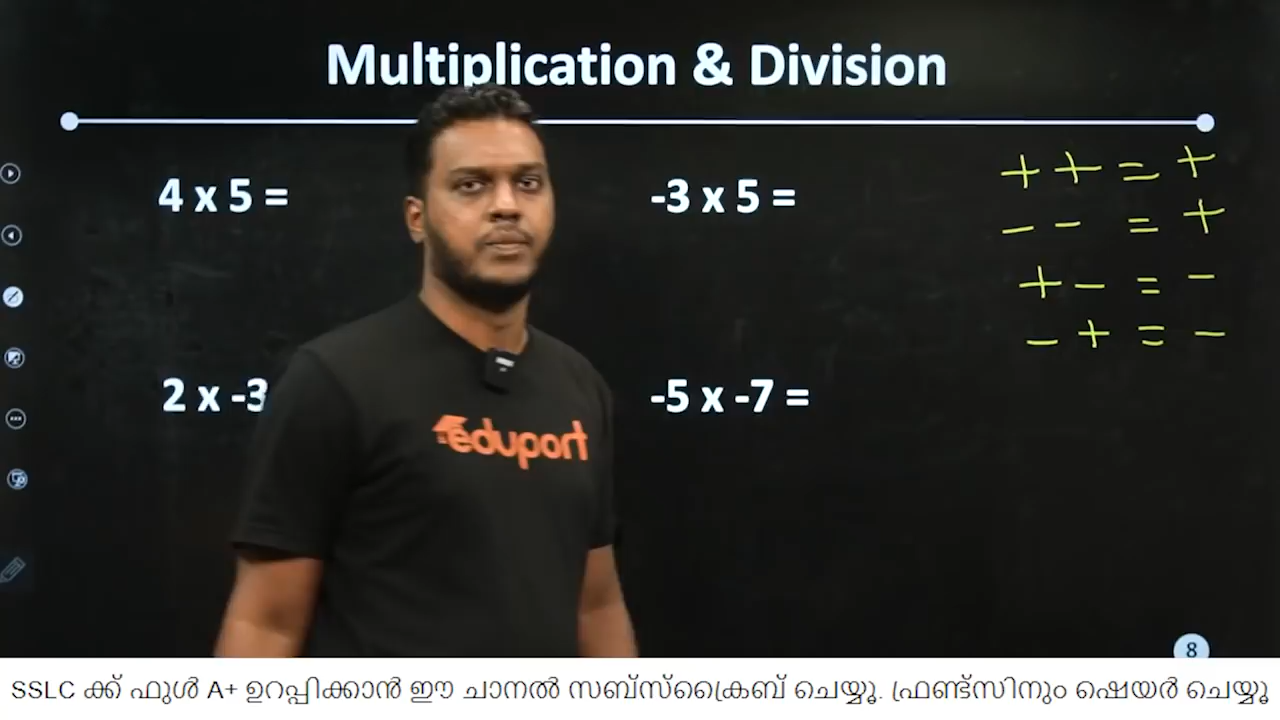 Multiplication & Division
4 x 5 =
-3 x 5 =
+ + = +
- - = +
+ - = -
- + = -
2 x -3
-5 x -7 =
eduport
8
SSLC ക്ക് ഫുൾ A+ ഉറപ്പിക്കാൻ ഈ ചാനൽ സബ്സ്ക്രൈബ് ചെയ്യൂ. ഫ്രണ്ട്സിനും ഷെയർ ചെയ്യൂ